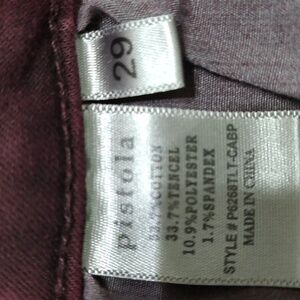 29
pistola
53.7%COTTON
33.7%TENCEL
10.9%POLYESTER
1.7%SPANDEX
STYLE # P6268TLT-CABP
MADE IN CHINA